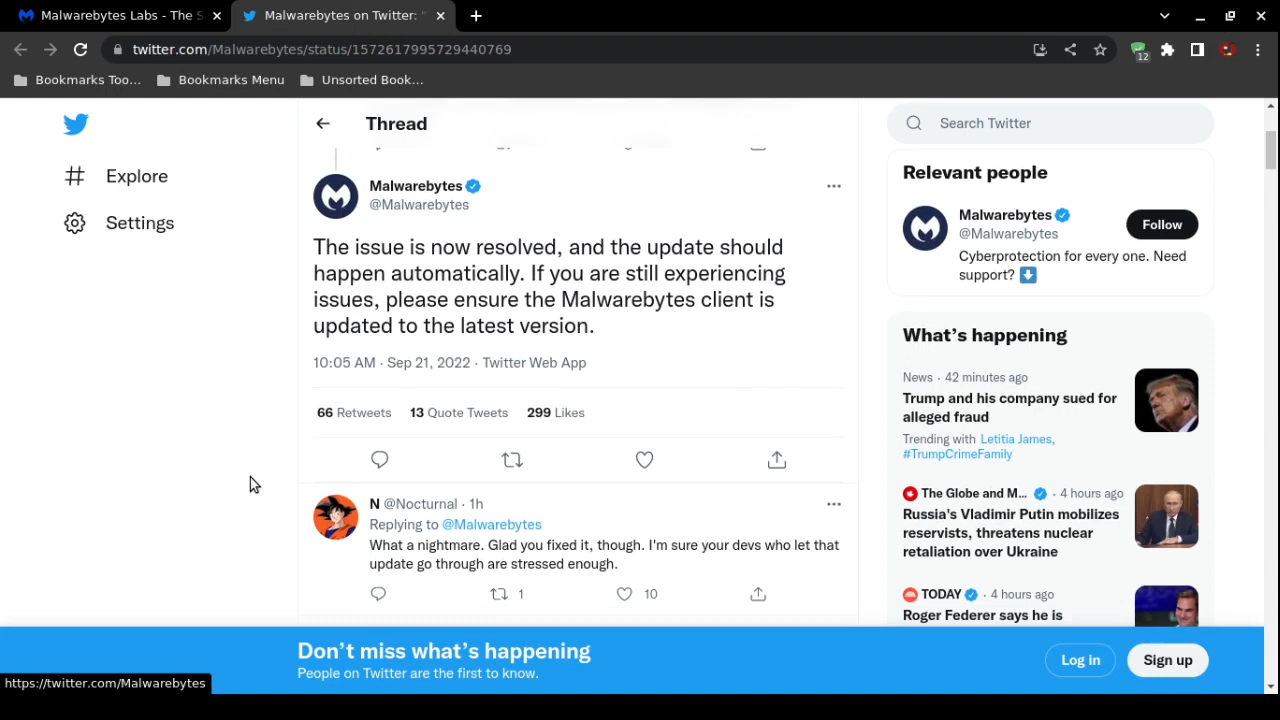 Malwarebytes Labs - The S
Malwarebytes on Twitter: "
twitter.com/Malwarebytes/status/1572617995729440769
12
Bookmarks Too...
Bookmarks Menu
Unsorted Book...
Explore
Settings
Thread
Malwarebytes
@Malwarebytes
The issue is now resolved, and the update should
happen automatically. If you are still experiencing
issues, please ensure the Malwarebytes client is
updated to the latest version.
10:05 AM · Sep 21, 2022 · Twitter Web App
66 Retweets 13 Quote Tweets 299 Likes
N @Nocturnal · 1h
Replying to @Malwarebytes
What a nightmare. Glad you fixed it, though. I'm sure your devs who let that
update go through are stressed enough.
1
10
Search Twitter
Relevant people
Malwarebytes
@Malwarebytes
Follow
Cyberprotection for every one. Need
support?
What's happening
News · 42 minutes ago
Trump and his company sued for
alleged fraud
Trending with Letitia James,
#TrumpCrimeFamily
The Globe and M... · 4 hours ago
Russia's Vladimir Putin mobilizes
reservists, threatens nuclear
retaliation over Ukraine
TODAY · 4 hours ago
Roger Federer says he is
Don't miss what's happening
People on Twitter are the first to know.
Log in
Sign up
https://twitter.com/Malwarebytes